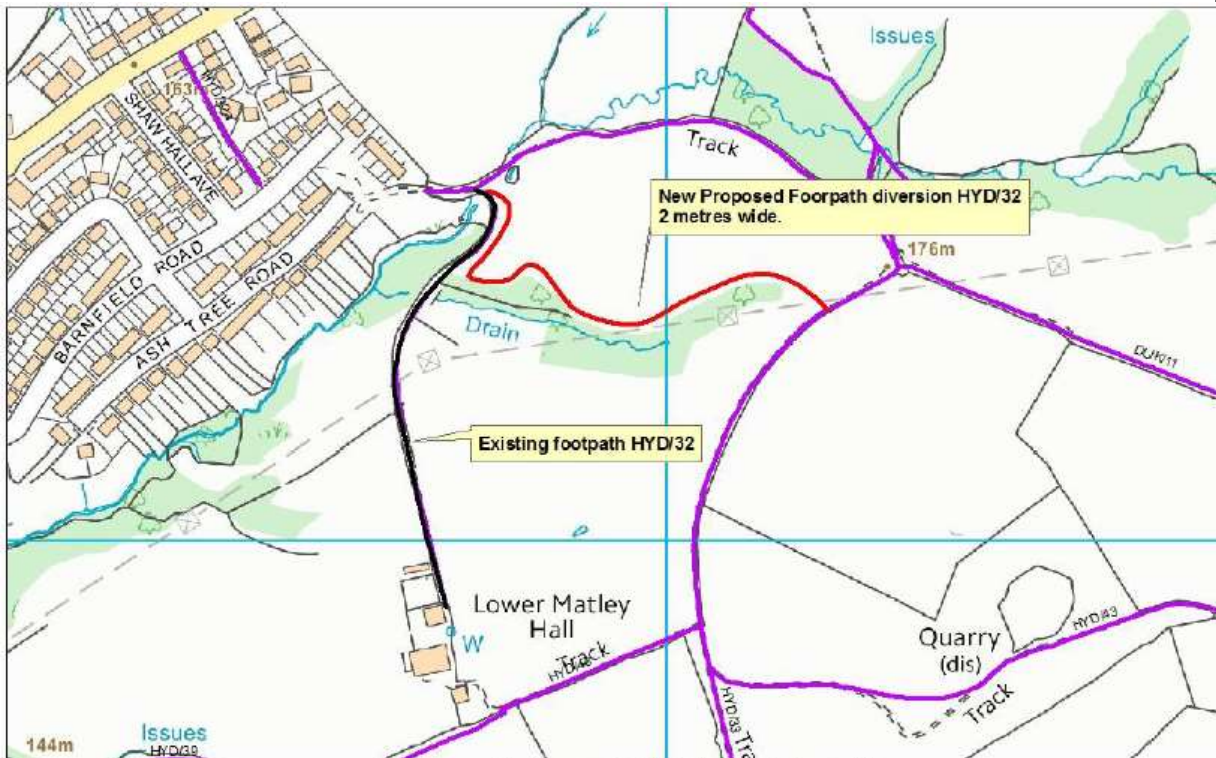 Issues
163m
HYD/32
SHAW HALL AVE
Track
New Proposed Foorpath diversion HYD/32
2 metres wide.
176m
BARNFIELD ROAD
ASH TREE ROAD
Drain
DUK/11
Existing footpath HYD/32
Lower Matley
Hall
W
Track
HYD/43
Quarry
(dis)
Track
HYD/33
Issues
144m
HYD/39